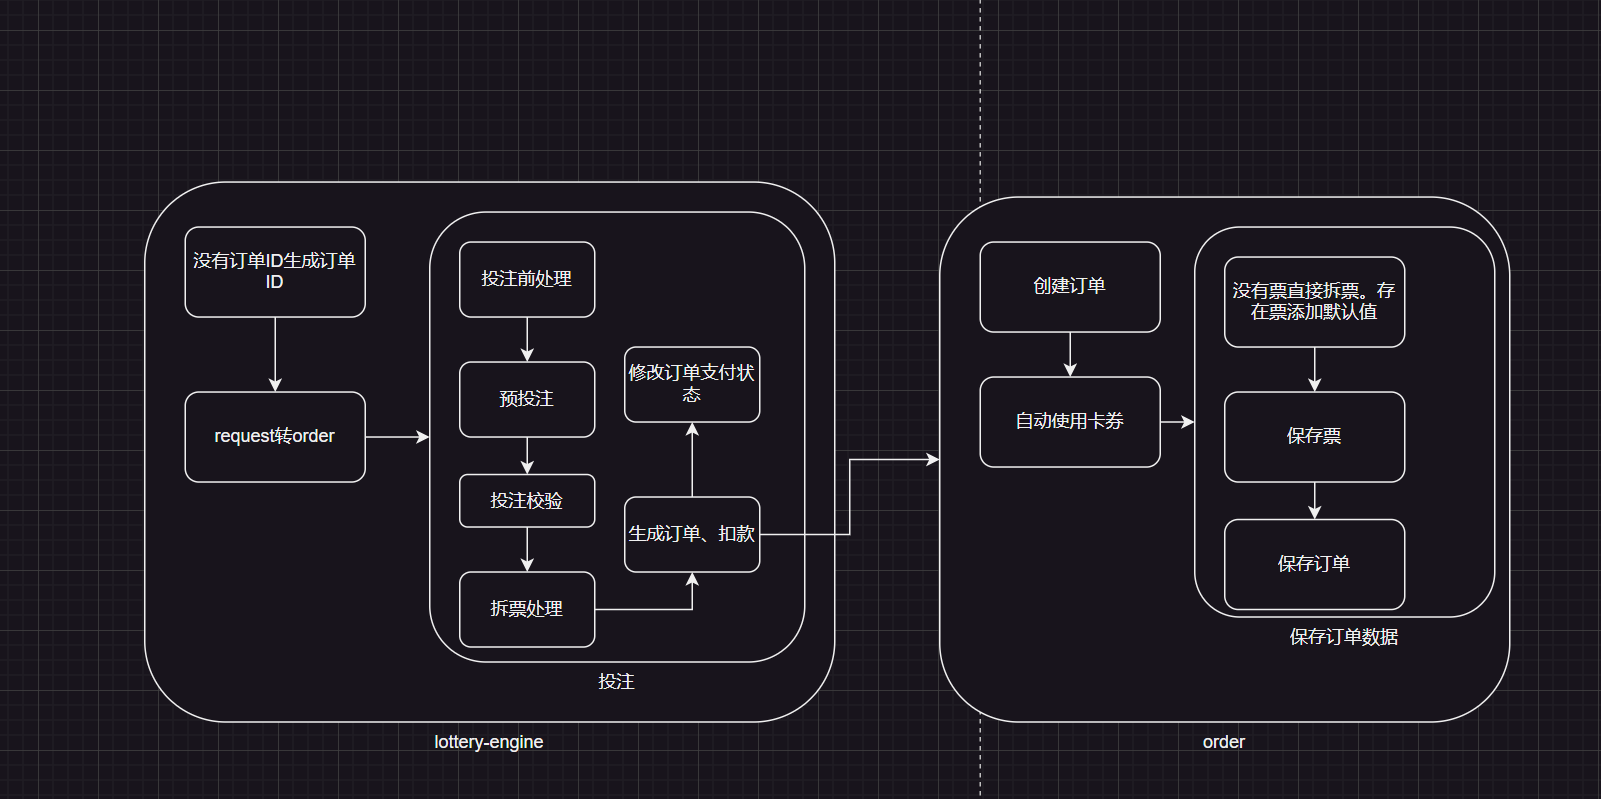 没有订单ID生成订单
ID
request转order
投注前处理
预投注
投注校验
拆票处理
修改订单支付状
态
生成订单、扣款
投注
lottery-engine
创建订单
自动使用卡券
没有票直接拆票。存
在票添加默认值
保存票
保存订单
保存订单数据
order